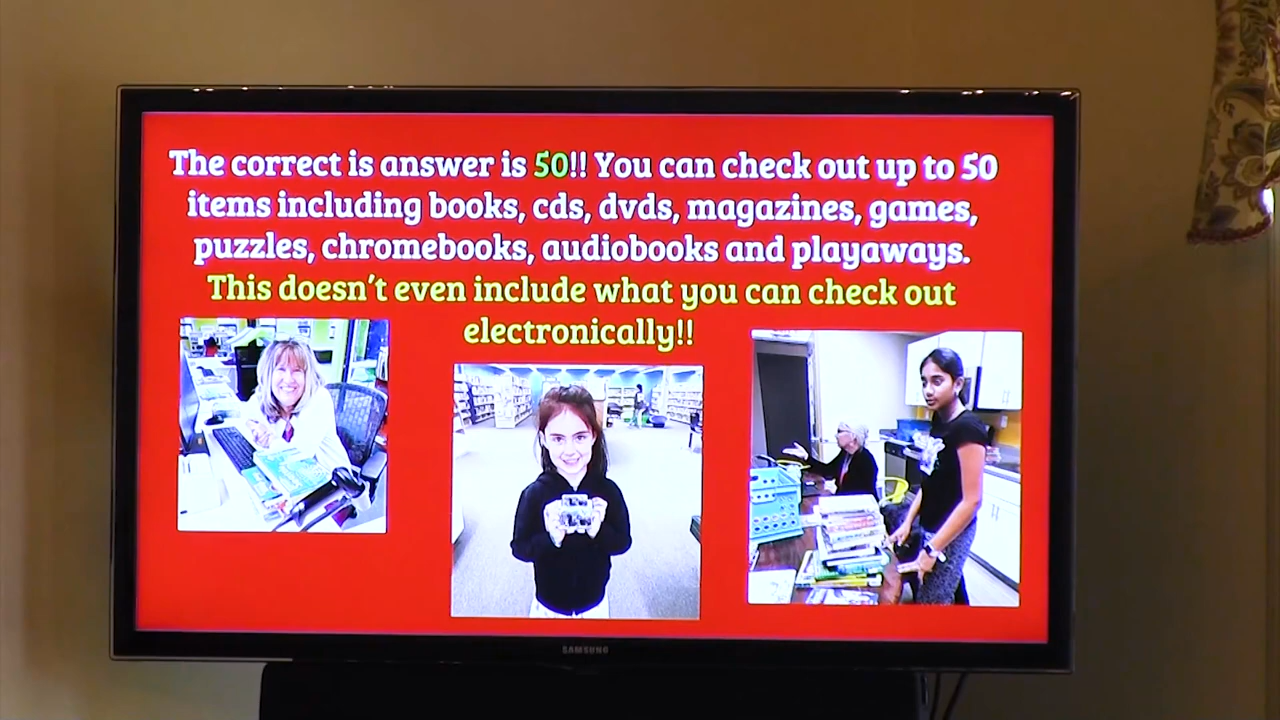 The correct is answer is 50!! You can check out up to 50
items including books, cds, dvds, magazines, games,
puzzles, chromebooks, audiobooks and playaways.
This doesn't even include what you can check out
electronically!!
SAMSUNG